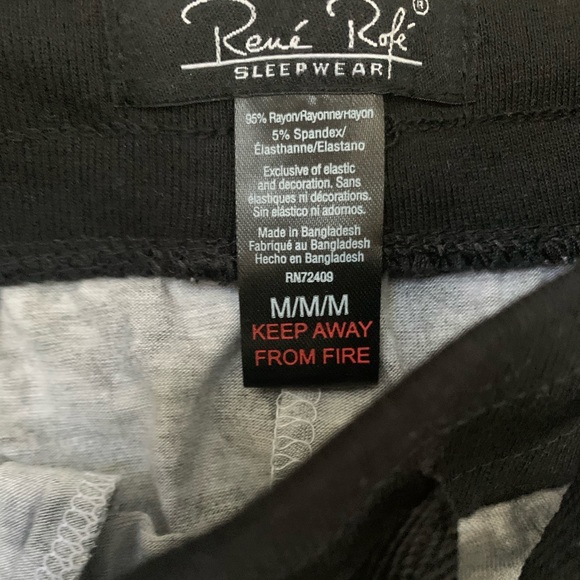 René Rofé ®
SLEEPWEAR
95% Rayon/Rayonne/Rayon
5% Spandex/
Élasthanne/Elastano
Exclusive of elastic
and decoration. Sans
élastiques ni décorations.
Sin elástico ni adornos.
Made in Bangladesh
Fabriqué au Bangladesh
Hecho en Bangladesh
RN72409
M/M/M
KEEP AWAY
FROM FIRE